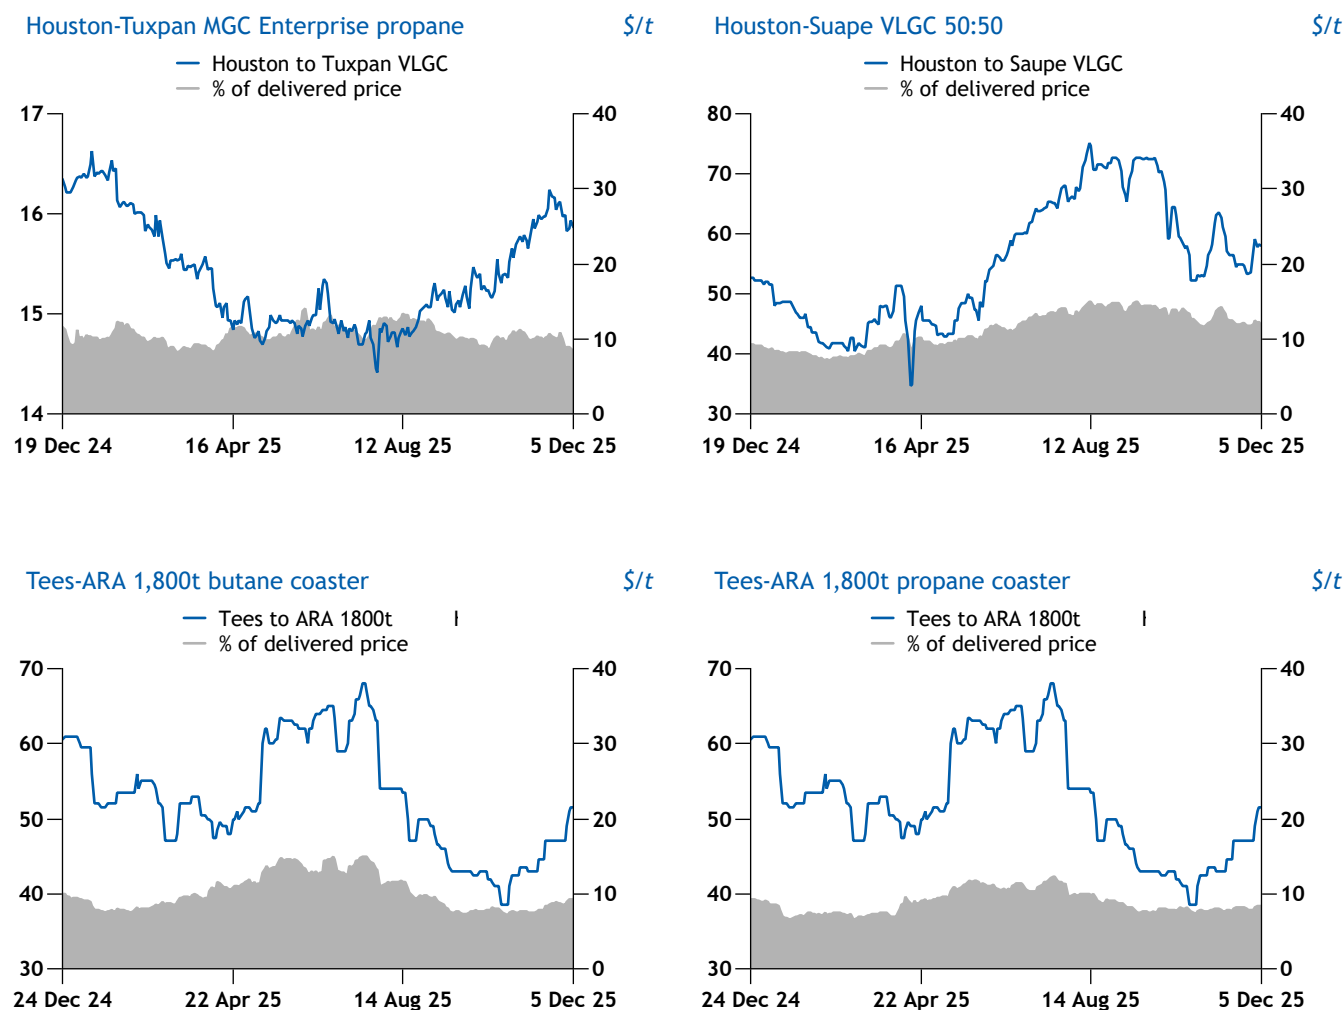 Houston-Tuxpan MGC Enterprise propane $/t
Houston to Tuxpan VLGC
% of delivered price
17 40
30
16
20
15
10
14 0
19 Dec 24 16 Apr 25 12 Aug 25 5 Dec 25
Houston-Suape VLGC 50:50 $/t
Houston to Saupe VLGC
% of delivered price
80 40
70
30
60
20
50
40
10
30 0
19 Dec 24 16 Apr 25 12 Aug 25 5 Dec 25
Tees-ARA 1,800t butane coaster $/t
Tees to ARA 1800t
% of delivered price
70 40
60 30
50 20
40 10
30 0
24 Dec 24 22 Apr 25 14 Aug 25 5 Dec 25
Tees-ARA 1,800t propane coaster $/t
Tees to ARA 1800t
% of delivered price
70 40
60 30
50 20
40 10
30 0
24 Dec 24 22 Apr 25 14 Aug 25 5 Dec 25